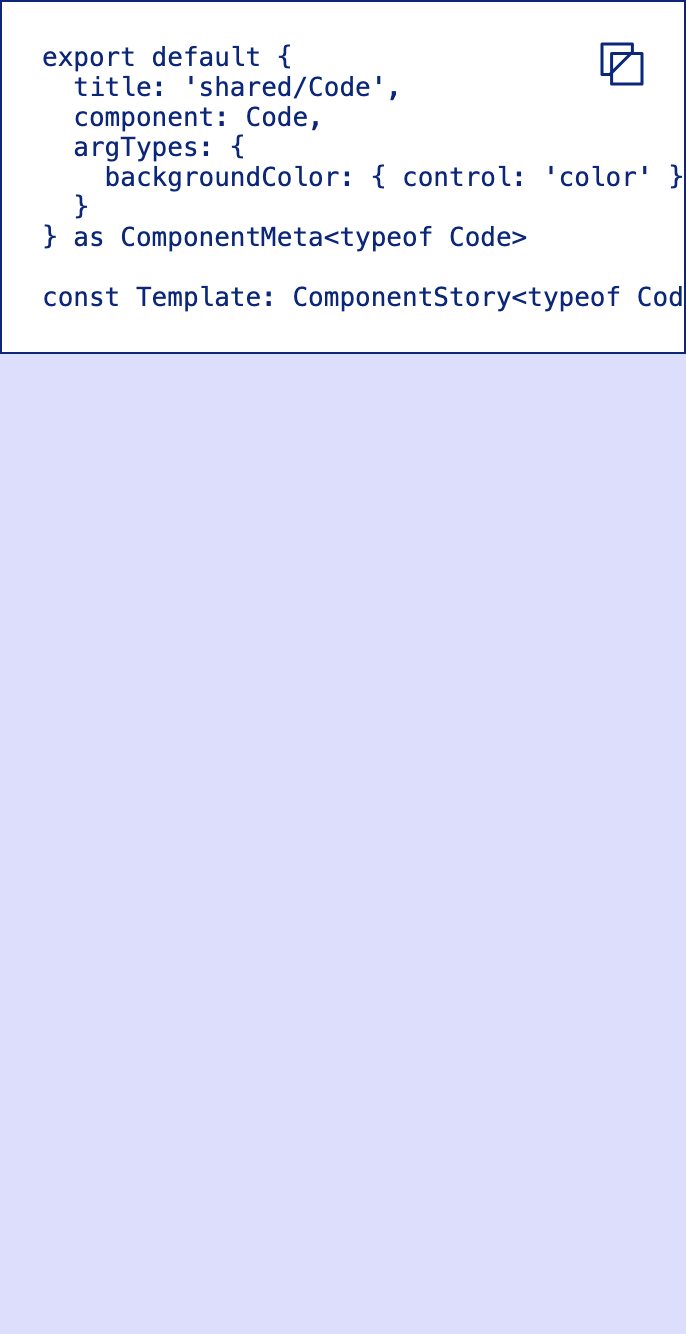 export default {
  title: 'shared/Code',
  component: Code,
  argTypes: {
    backgroundColor: { control: 'color' }
  }
} as ComponentMeta<typeof Code>

const Template: ComponentStory<typeof Cod